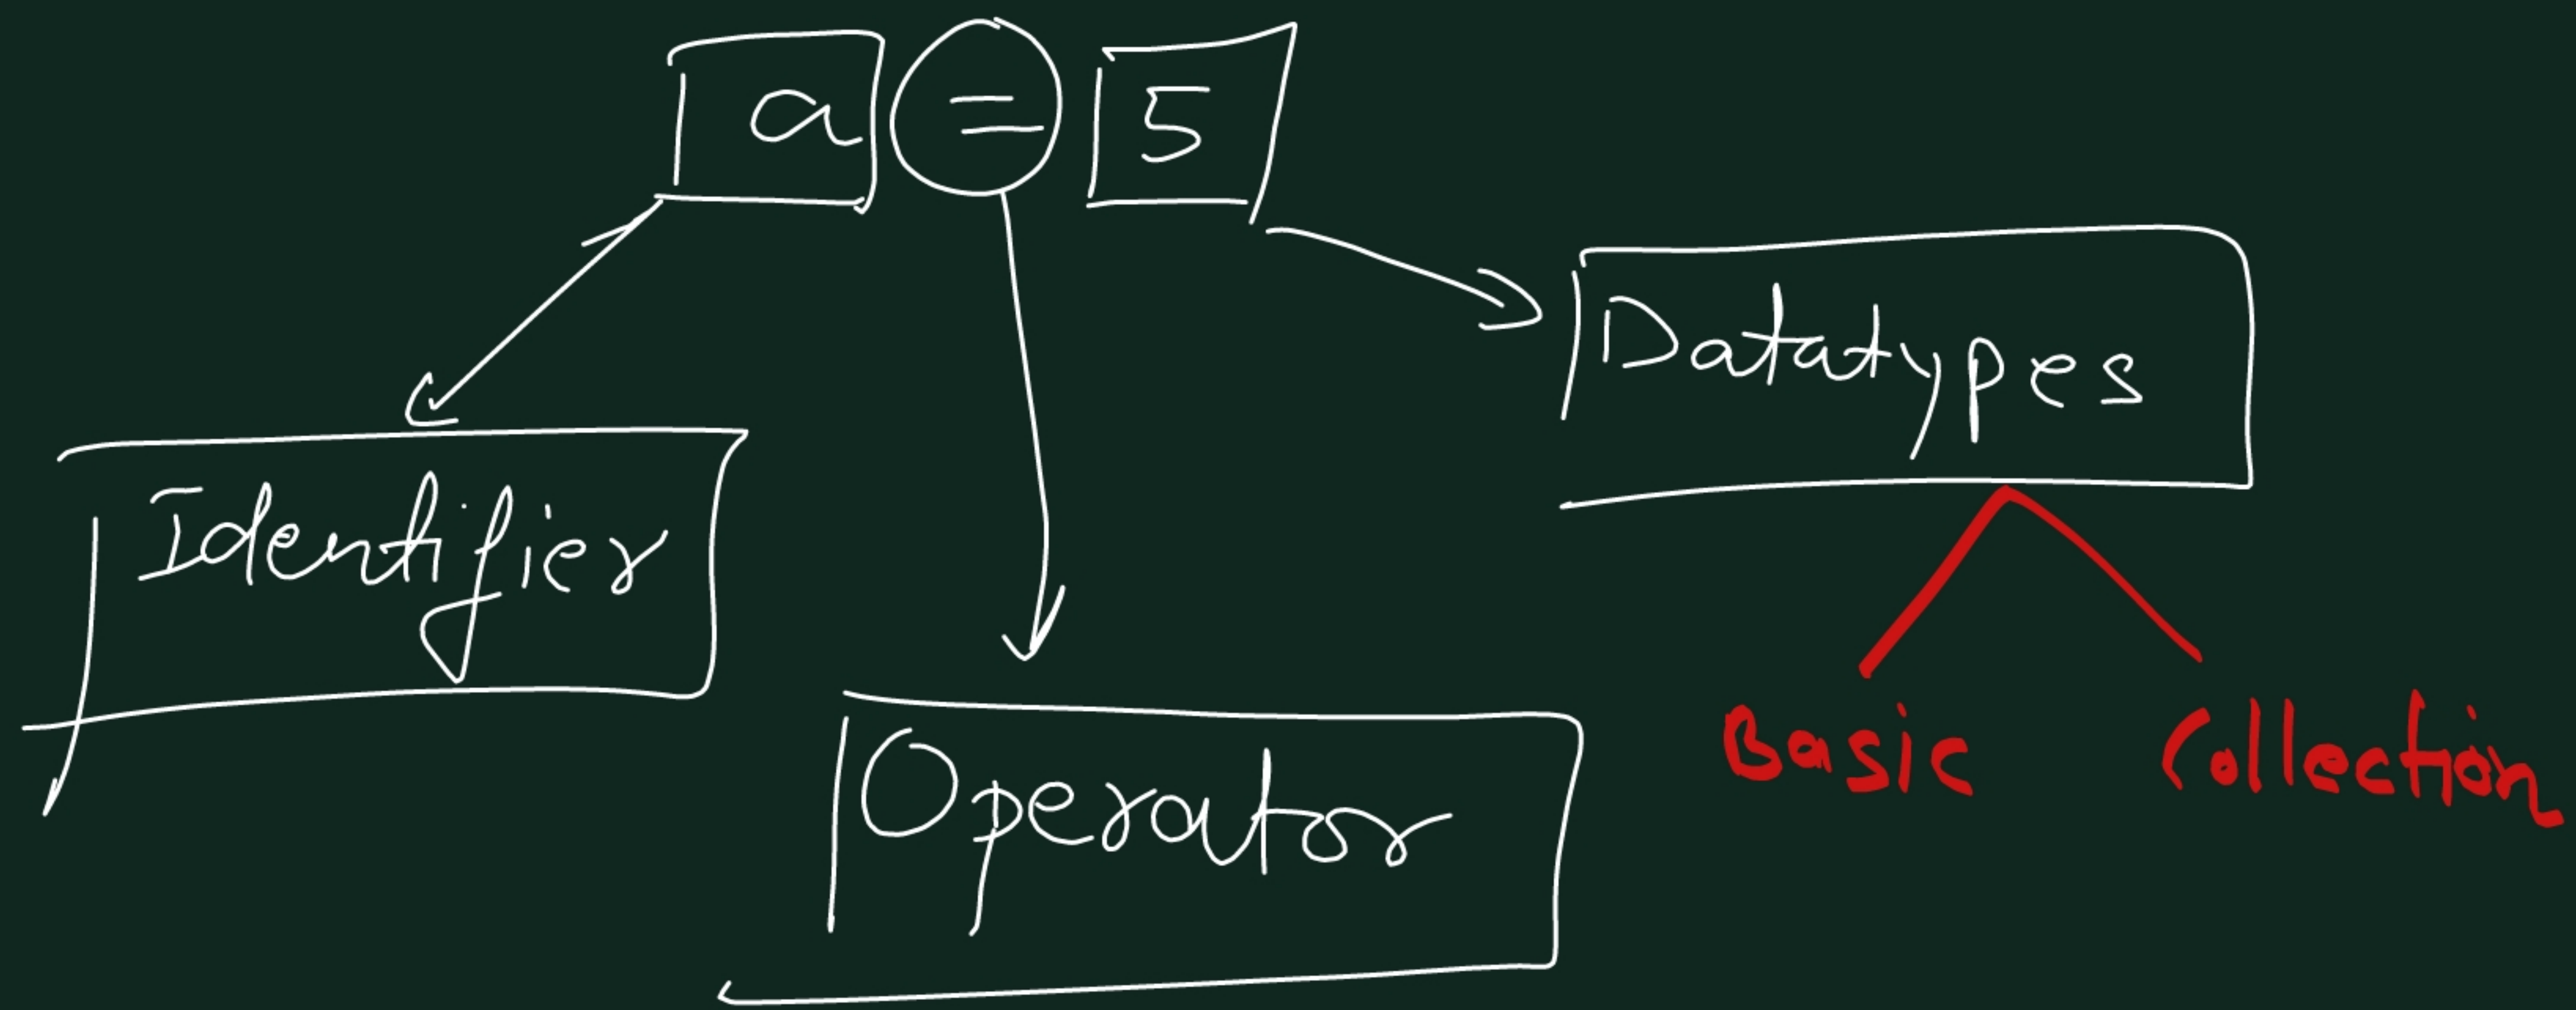 a = 5
Datatypes
Identifier
Basic Collection
Operator